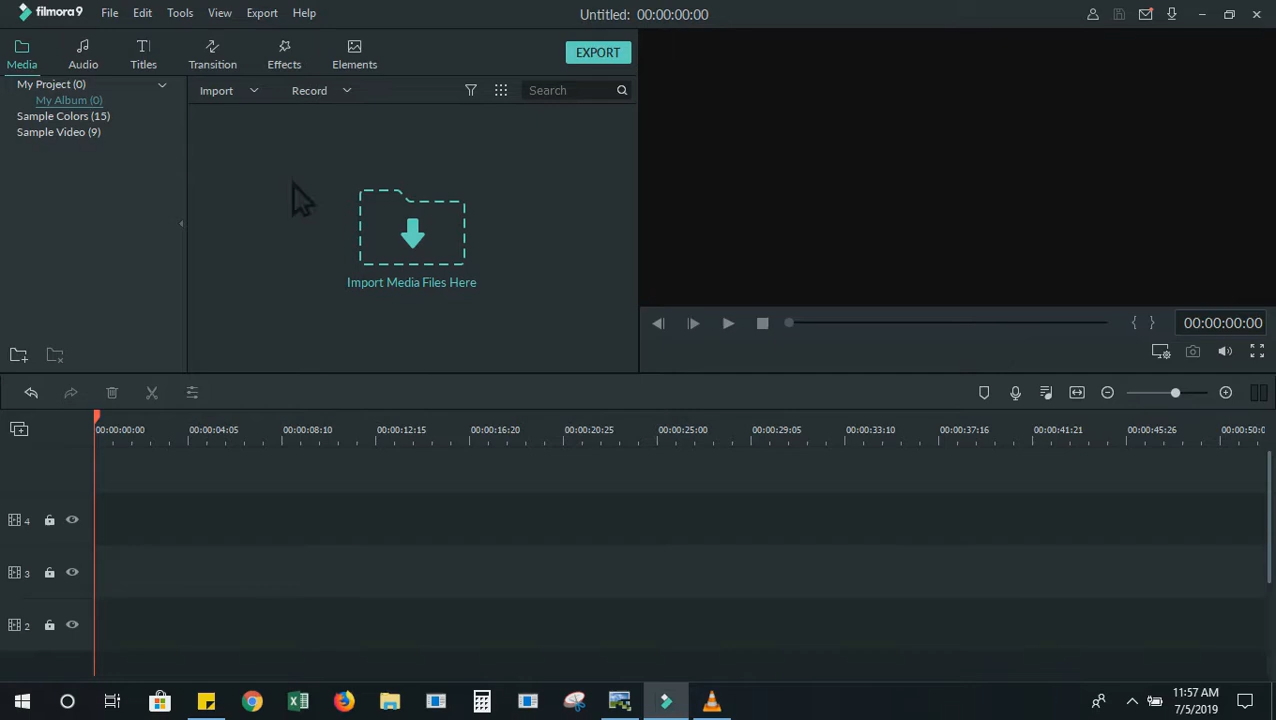 filmora9 File Edit Tools View Export Help Untitled: 00:00:00:00
Media Audio Titles Transition Effects Elements EXPORT
My Project (0) Import Record Search
My Album (0)
Sample Colors (15)
Sample Video (9)
Import Media Files Here
00:00:00:00
00:00:00:00 00:00:04:05 00:00:08:10 00:00:12:15 00:00:16:20 00:00:20:25 00:00:25:00 00:00:29:05 00:00:33:10 00:00:37:16 00:00:41:21 00:00:45:26 00:00:50:0
4
3
2
11:57 AM
7/5/2019